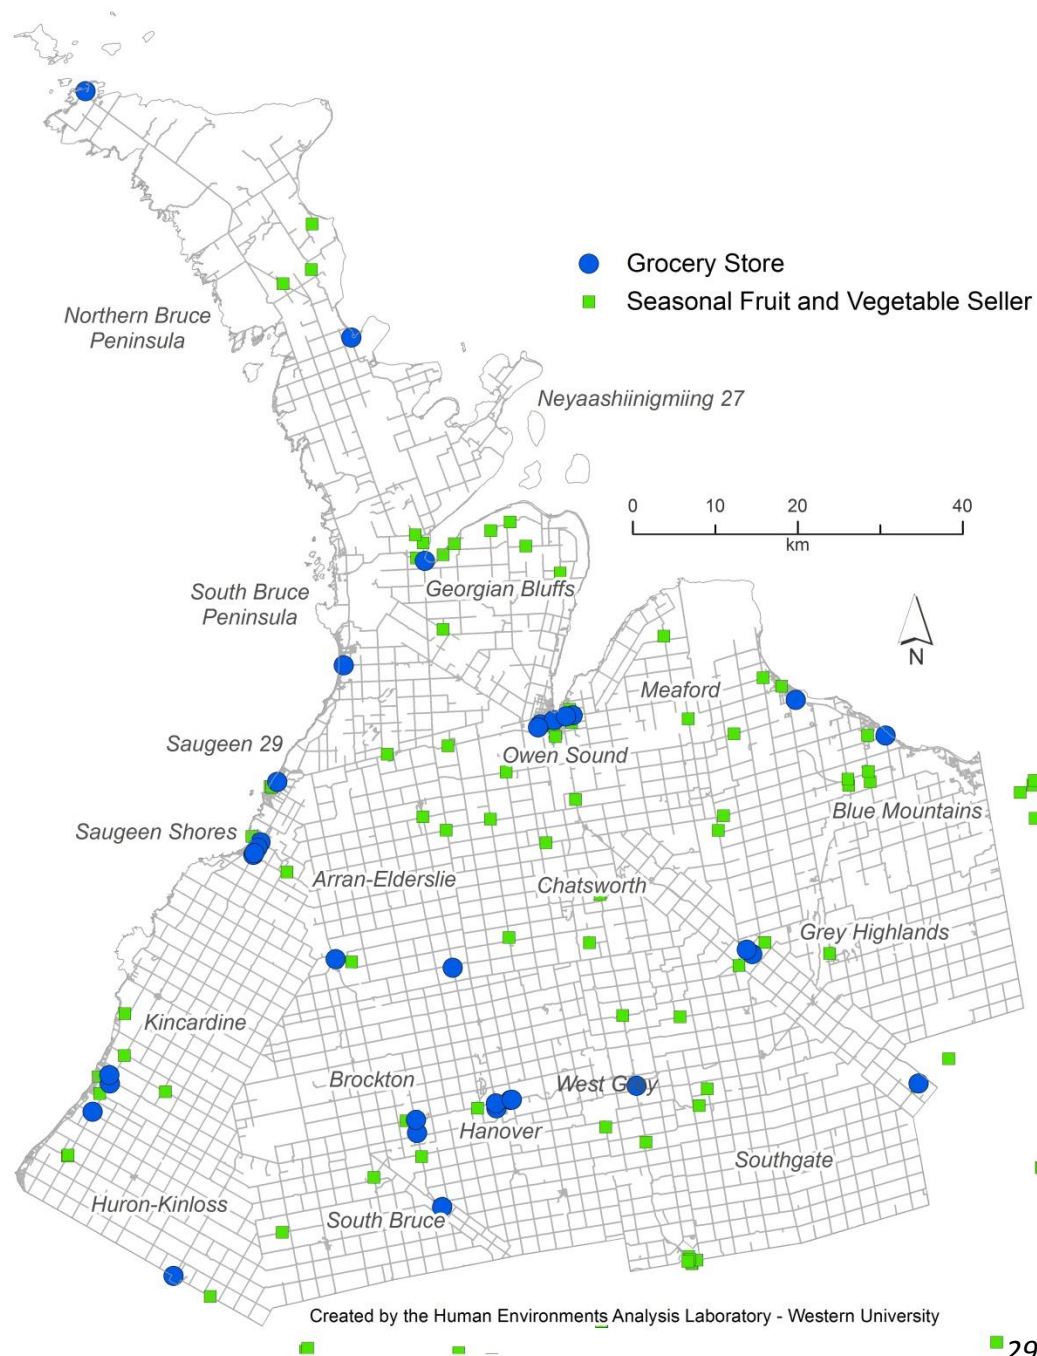 Grocery Store
Seasonal Fruit and Vegetable Seller
Northern Bruce
Peninsula
Neyaashiinigmiing 27
0 10 20 40
km
South Bruce
Peninsula
Georgian Bluffs
N
Meaford
Saugeen 29
Owen Sound
Saugeen Shores
Blue Mountains
Arran-Elderslie
Chatsworth
Grey Highlands
Kincardine
Brockton
West Grey
Hanover
Southgate
Huron-Kinloss
South Bruce
Created by the Human Environments Analysis Laboratory - Western University
29